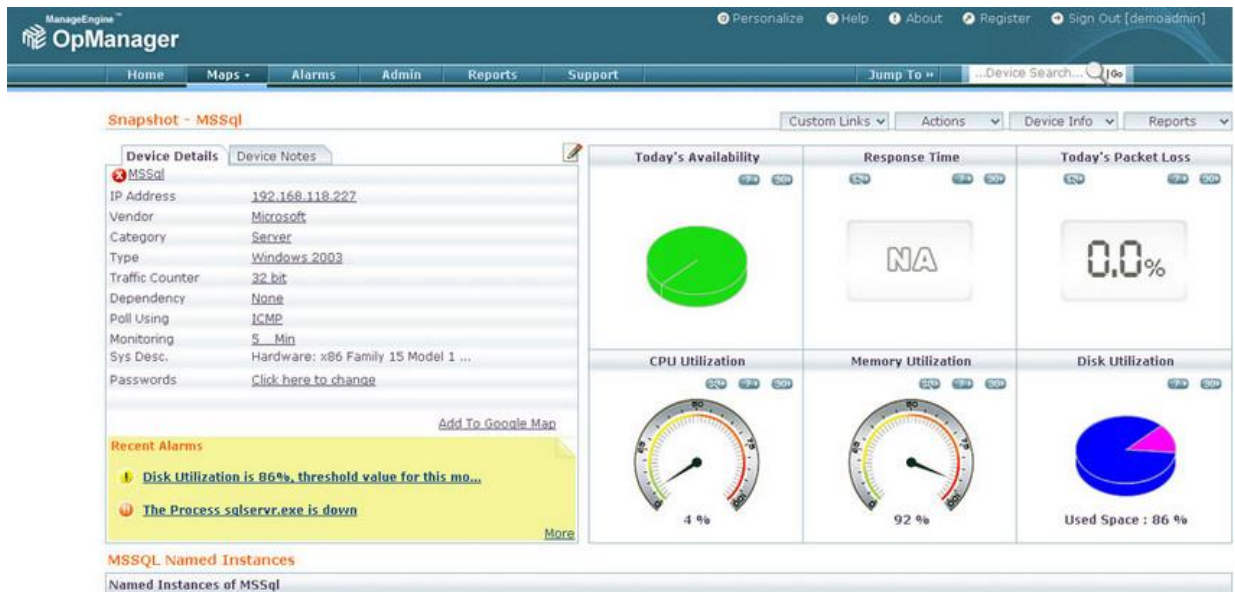 ManageEngine™
OpManager
Personalize Help About Register Sign Out [demoadmin]
Home Maps Alarms Admin Reports Support Jump To ...Device Search... Go
Snapshot - MSSql
Custom Links Actions Device Info Reports
Device Details Device Notes
MSSql
IP Address 192.168.118.227
Vendor Microsoft
Category Server
Type Windows 2003
Traffic Counter 32 bit
Dependency None
Poll Using ICMP
Monitoring 5 Min
Sys Desc. Hardware: x86 Family 15 Model 1 ...
Passwords Click here to change
Add To Google Map
Recent Alarms
Disk Utilization is 86%, threshold value for this mo...
The Process sqlservr.exe is down
More
Today's Availability
Response Time
NA
Today's Packet Loss
0.0%
CPU Utilization
4 %
Memory Utilization
92 %
Disk Utilization
Used Space : 86 %
MSSQL Named Instances
Named Instances of MSSql